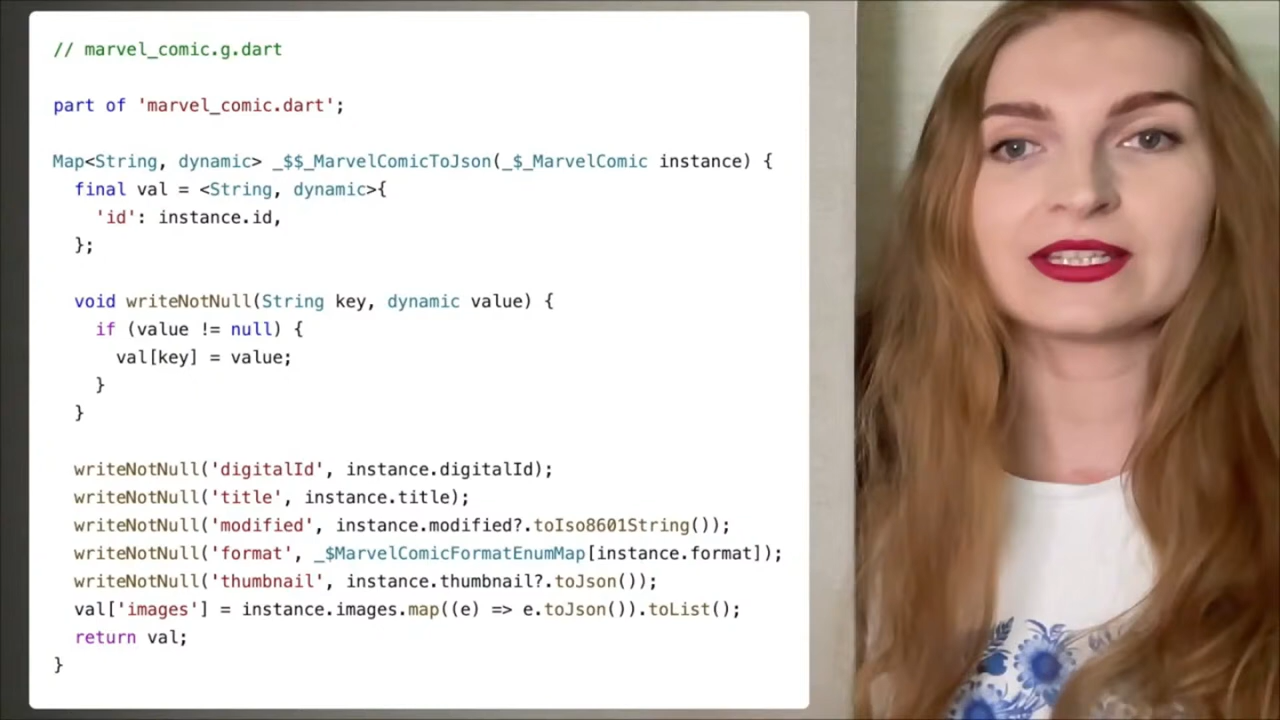 // marvel_comic.g.dart
part of 'marvel_comic.dart';
Map<String, dynamic> _$$_MarvelComicToJson(_$_MarvelComic instance) {
final val = <String, dynamic>{
'id': instance.id,
};
void writeNotNull(String key, dynamic value) {
if (value != null) {
val[key] = value;
}
}
writeNotNull('digitalId', instance.digitalId);
writeNotNull('title', instance.title);
writeNotNull('modified', instance.modified?.toIso8601String());
writeNotNull('format', _$MarvelComicFormatEnumMap[instance.format]);
writeNotNull('thumbnail', instance.thumbnail?.toJson());
val['images'] = instance.images.map((e) => e.toJson()).toList();
return val;
}